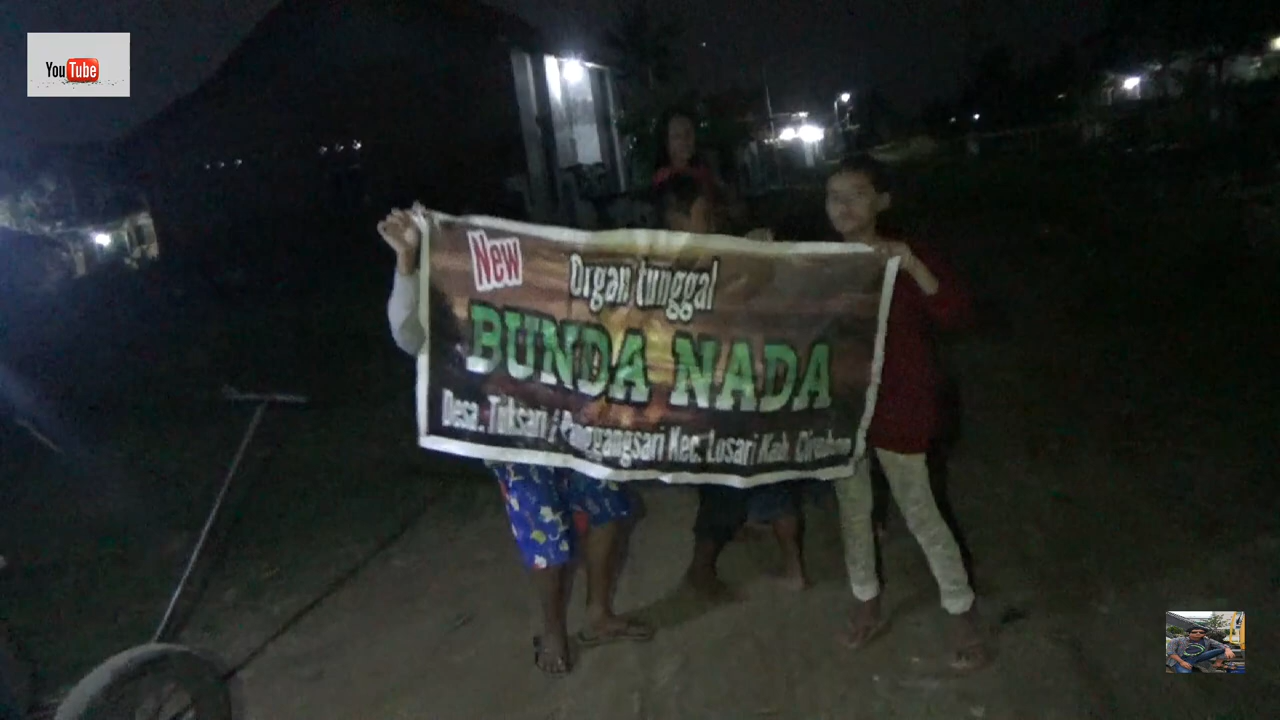 YouTube
New
Organ tunggal
BUNDA NADA
Desa. Tuksari / Panggangsari Kec. Losari Kab. Cirebon